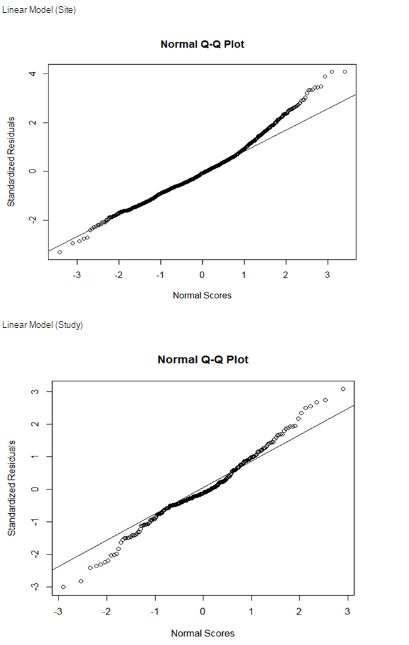 Linear Model (Site)
Normal Q-Q Plot
Standardized Residuals
4
2
0
-2
-3 -2 -1 0 1 2 3
Normal Scores
Linear Model (Study)
Normal Q-Q Plot
Standardized Residuals
3
2
1
0
-1
-2
-3
-3 -2 -1 0 1 2 3
Normal Scores